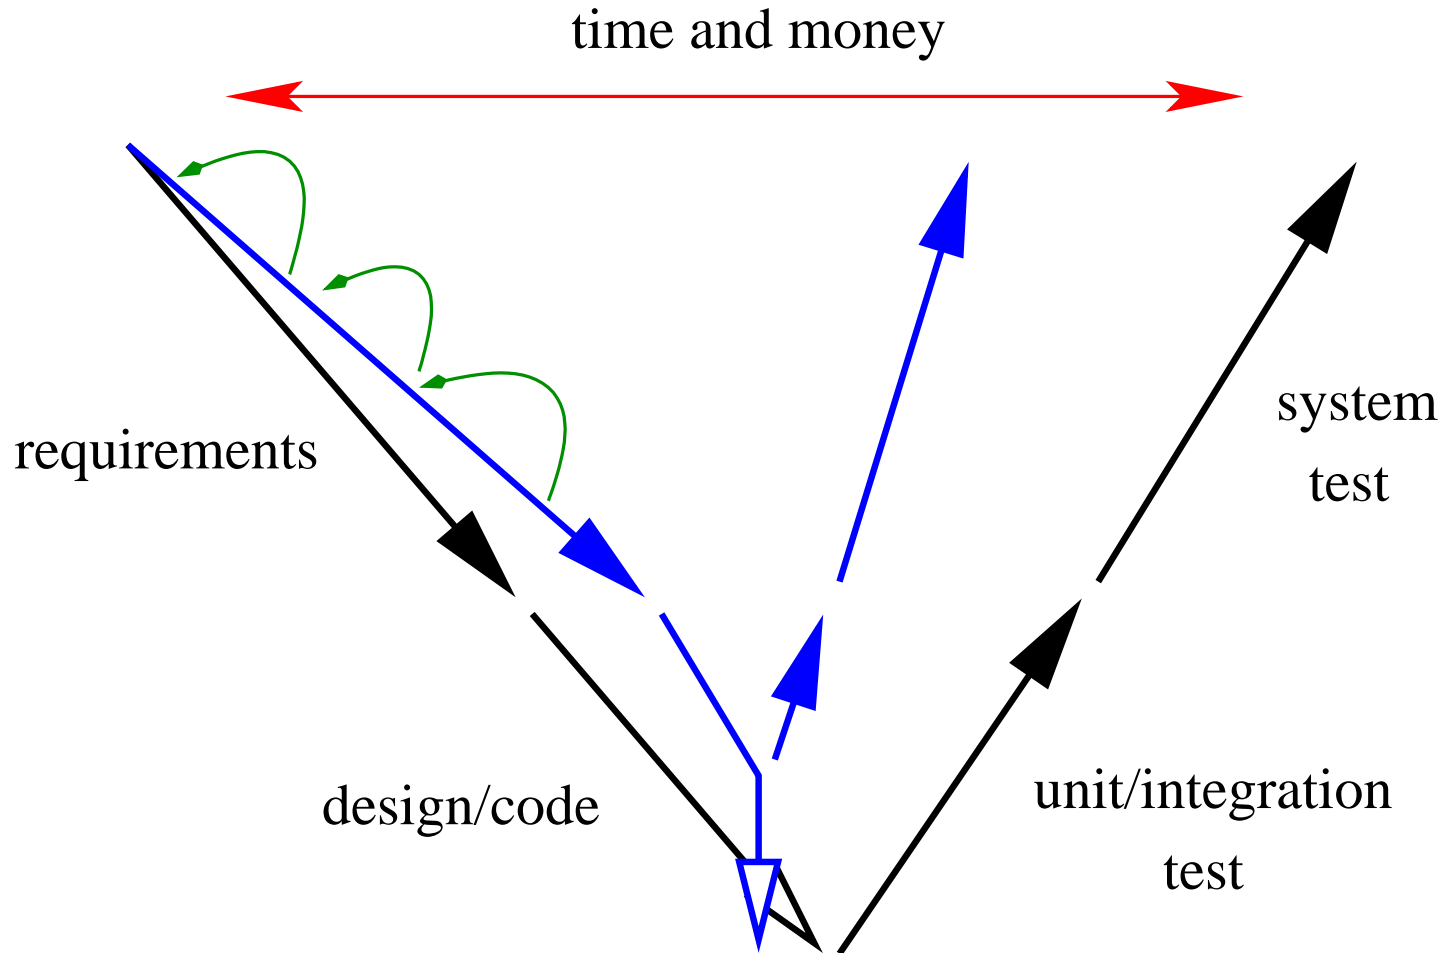 time and money
requirements
system
test
design/code
unit/integration
test